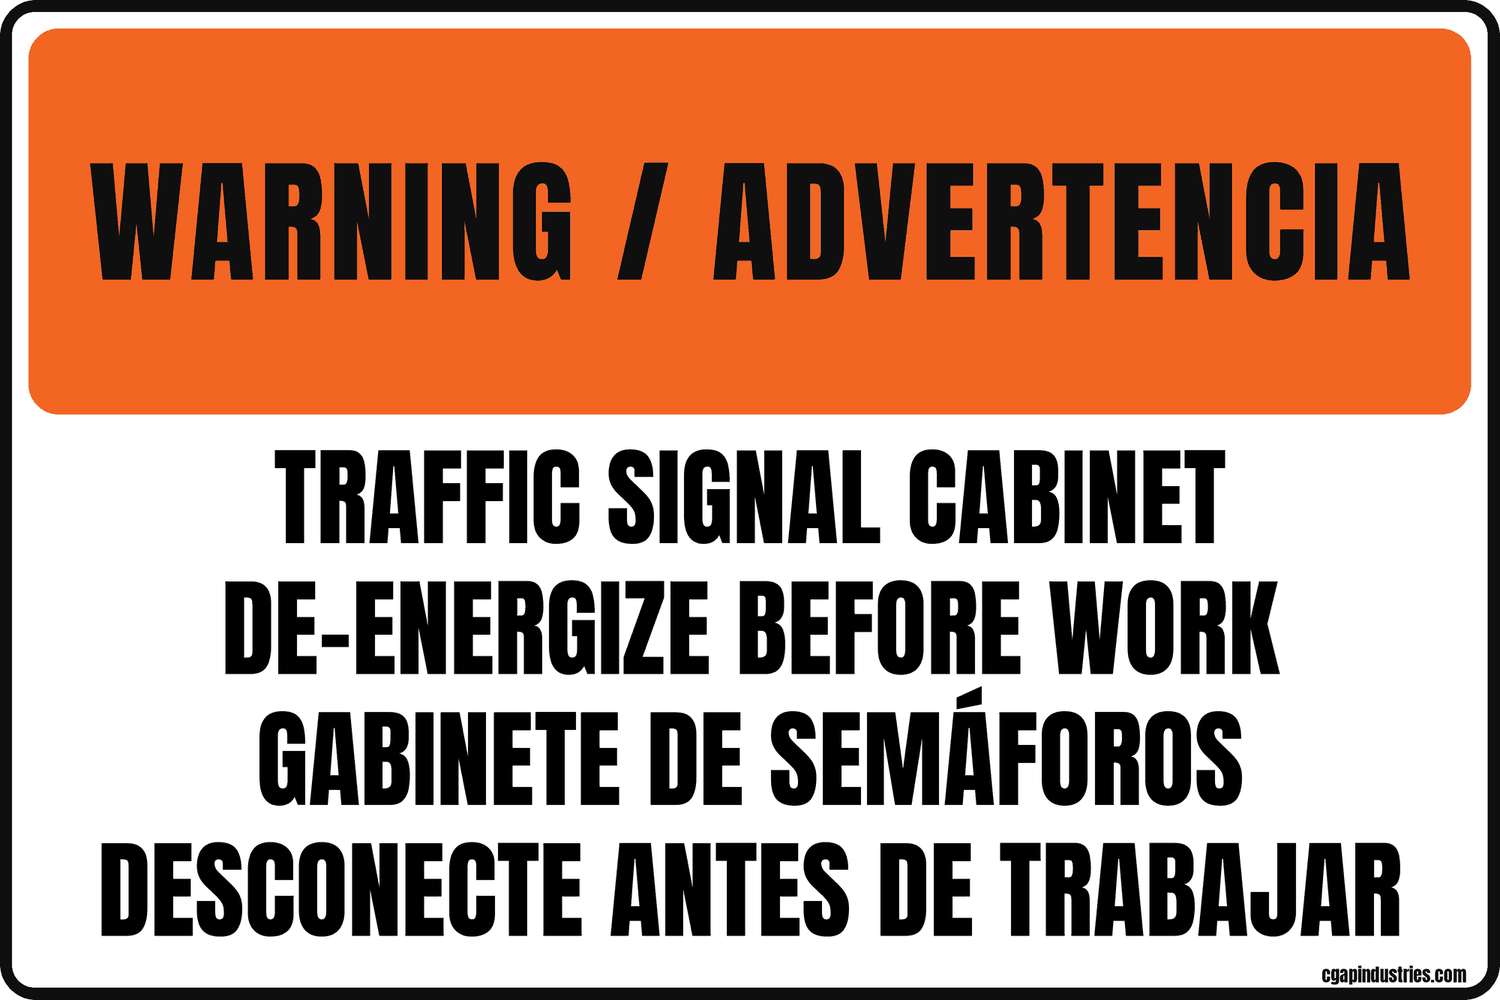 WARNING / ADVERTENCIA
TRAFFIC SIGNAL CABINET
DE-ENERGIZE BEFORE WORK
GABINETE DE SEMÁFOROS
DESCONECTE ANTES DE TRABAJAR
cgapindustries.com